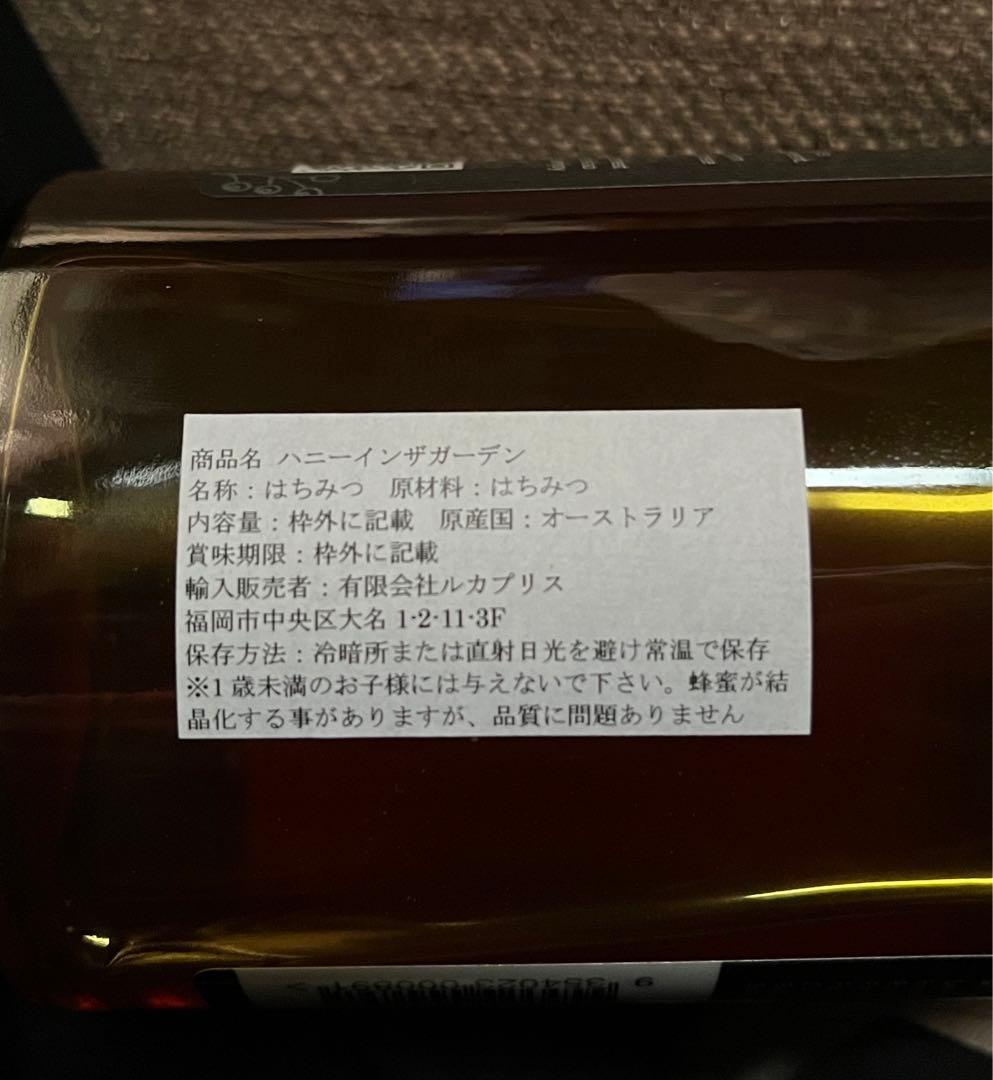 商品名 ハニーインザガーデン
名称:はちみつ 原材料:はちみつ
内容量:枠外に記載 原産国:オーストラリア
賞味期限:枠外に記載
輸入販売者:有限会社ルカプリス
福岡市中央区大名 1-2-11-3F
保存方法:冷暗所または直射日光を避け常温で保存
※1歳未満のお子様には与えないで下さい。蜂蜜が結
晶化する事がありますが、品質に問題ありません